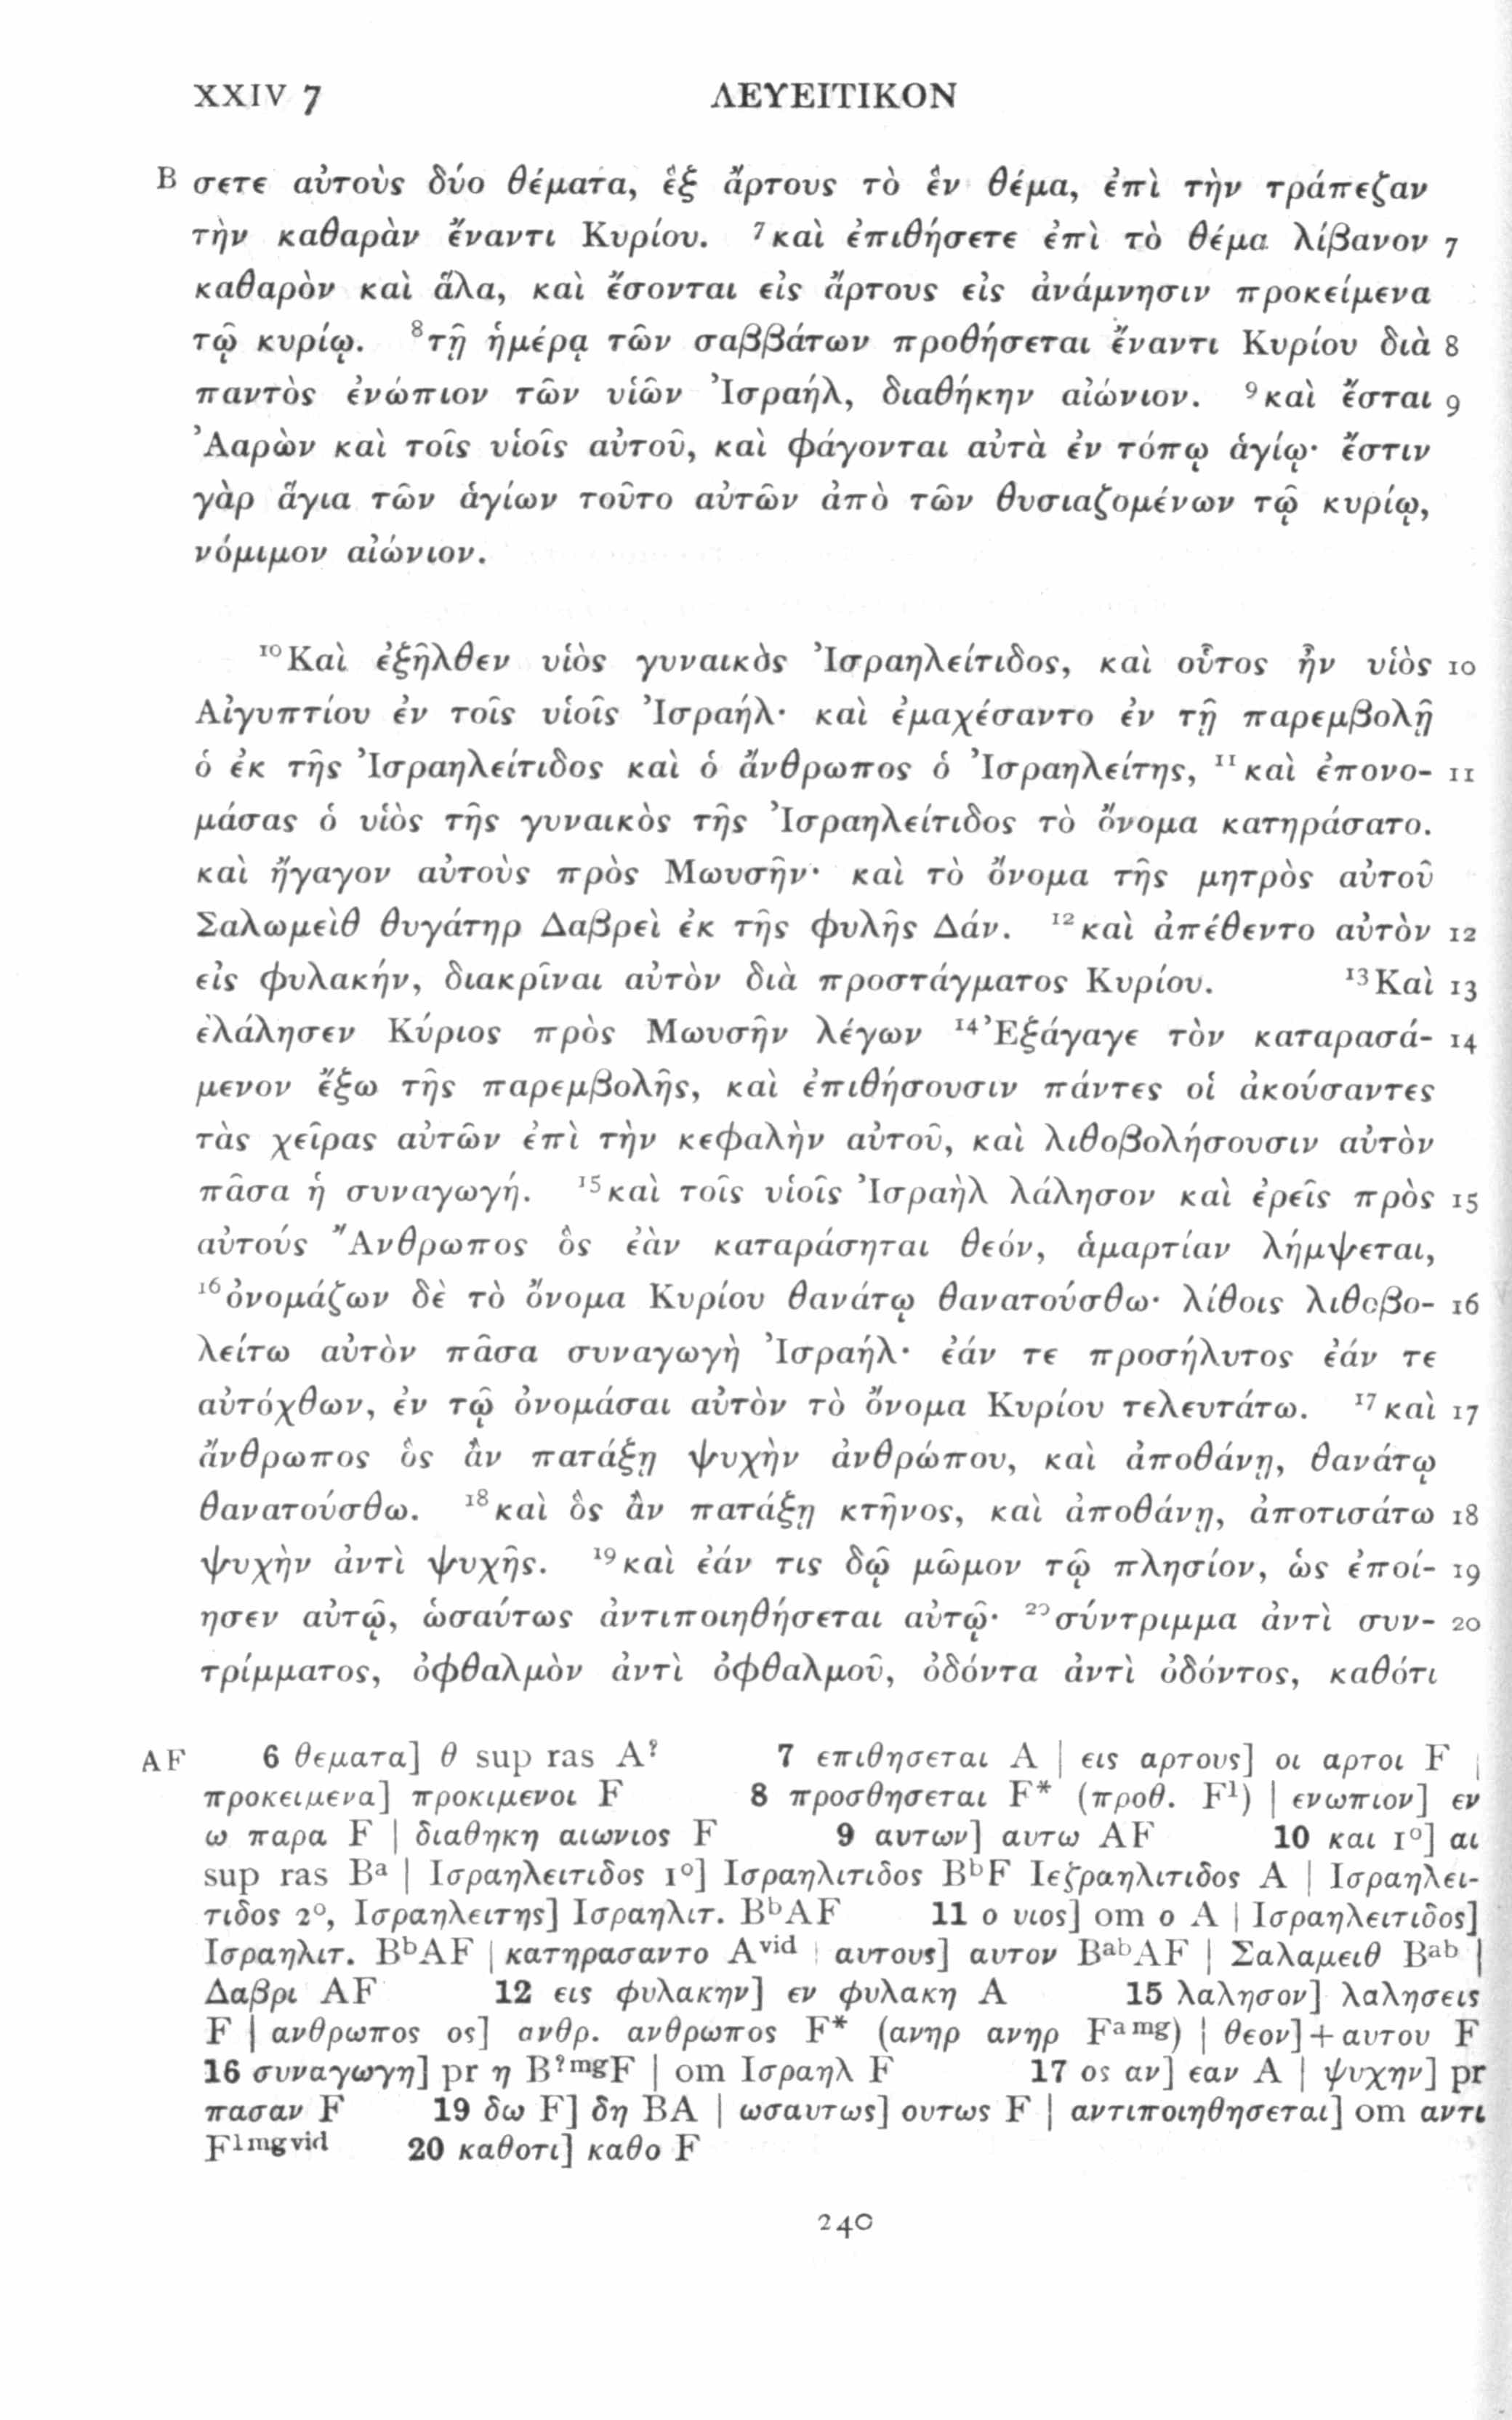 XXIV 7 ΛΕΥΕΙΤΙΚΟΝ
B σετε αὐτοὺς δύο θέματα, ἓξ ἄρτους τὸ ἓν θέμα, ἐπὶ τὴν τράπεζαν
τὴν καθαρὰν ἔναντι Κυρίου. ⁷καὶ ἐπιθήσετε ἐπὶ τὸ θέμα λίβανον 7
καθαρὸν καὶ ἅλα, καὶ ἔσονται εἰς ἄρτους εἰς ἀνάμνησιν προκείμενα
τῷ κυρίῳ. ⁸τῇ ἡμέρᾳ τῶν σαββάτων προθήσεται ἔναντι Κυρίου διὰ 8
παντὸς ἐνώπιον τῶν υἱῶν Ἰσραήλ, διαθήκην αἰώνιον. ⁹καὶ ἔσται 9
Ἀαρὼν καὶ τοῖς υἱοῖς αὐτοῦ, καὶ φάγονται αὐτὰ ἐν τόπῳ ἁγίῳ· ἔστιν
γὰρ ἅγια τῶν ἁγίων τοῦτο αὐτῶν ἀπὸ τῶν θυσιαζομένων τῷ κυρίῳ,
νόμιμον αἰώνιον.
¹⁰Καὶ ἐξῆλθεν υἱὸς γυναικὸς Ἰσραηλείτιδος, καὶ οὗτος ἦν υἱὸς 10
Αἰγυπτίου ἐν τοῖς υἱοῖς Ἰσραήλ· καὶ ἐμαχέσαντο ἐν τῇ παρεμβολῇ
ὁ ἐκ τῆς Ἰσραηλείτιδος καὶ ὁ ἄνθρωπος ὁ Ἰσραηλείτης, ¹¹καὶ ἐπονο- 11
μάσας ὁ υἱὸς τῆς γυναικὸς τῆς Ἰσραηλείτιδος τὸ ὄνομα κατηράσατο.
καὶ ἤγαγον αὐτοὺς πρὸς Μωυσῆν· καὶ τὸ ὄνομα τῆς μητρὸς αὐτοῦ
Σαλωμεὶθ θυγάτηρ Δαβρεὶ ἐκ τῆς φυλῆς Δάν. ¹²καὶ ἀπέθεντο αὐτὸν 12
εἰς φυλακήν, διακρῖναι αὐτὸν διὰ προστάγματος Κυρίου. ¹³Καὶ 13
ἐλάλησεν Κύριος πρὸς Μωυσῆν λέγων ¹⁴Ἐξάγαγε τὸν καταρασά- 14
μενον ἔξω τῆς παρεμβολῆς, καὶ ἐπιθήσουσιν πάντες οἱ ἀκούσαντες
τὰς χεῖρας αὐτῶν ἐπὶ τὴν κεφαλὴν αὐτοῦ, καὶ λιθοβολήσουσιν αὐτὸν
πᾶσα ἡ συναγωγή. ¹⁵καὶ τοῖς υἱοῖς Ἰσραὴλ λάλησον καὶ ἐρεῖς πρὸς 15
αὐτούς Ἄνθρωπος ὃς ἐὰν καταράσηται θεόν, ἁμαρτίαν λήμψεται,
¹⁶ὀνομάζων δὲ τὸ ὄνομα Κυρίου θανάτῳ θανατούσθω· λίθοις λιθοβο- 16
λείτω αὐτὸν πᾶσα συναγωγὴ Ἰσραήλ· ἐάν τε προσήλυτος ἐάν τε
αὐτόχθων, ἐν τῷ ὀνομάσαι αὐτὸν τὸ ὄνομα Κυρίου τελευτάτω. ¹⁷καὶ 17
ἄνθρωπος ὃς ἂν πατάξῃ ψυχὴν ἀνθρώπου, καὶ ἀποθάνῃ, θανάτῳ
θανατούσθω. ¹⁸καὶ ὃς ἂν πατάξῃ κτῆνος, καὶ ἀποθάνῃ, ἀποτισάτω 18
ψυχὴν ἀντὶ ψυχῆς. ¹⁹καὶ ἐάν τις δῷ μῶμον τῷ πλησίον, ὡς ἐποί- 19
ησεν αὐτῷ, ὡσαύτως ἀντιποιηθήσεται αὐτῷ· ²⁰σύντριμμα ἀντὶ συν- 20
τρίμματος, ὀφθαλμὸν ἀντὶ ὀφθαλμοῦ, ὀδόντα ἀντὶ ὀδόντος, καθότι
AF 6 θεματα] θ sup ras A? 7 επιθησεται A | εις αρτους] οι αρτοι F |
προκειμενα] προκιμενοι F 8 προσθησεται F* (προθ. F¹) | ενωπιον] εν
ω παρα F | διαθηκη αιωνιος F 9 αυτων] αυτω AF 10 και 1º] αι
sup ras Bᵃ | Ισραηλειτιδος 1º] Ισραηλιτιδος BᵇF Ιεζραηλιτιδος A | Ισραηλει-
τιδος 2º, Ισραηλειτης] Ισραηλιτ. BᵇAF 11 ο υιος] om ο A | Ισραηλειτιδος]
Ισραηλιτ. BᵇAF | κατηρασαντο Aᵛⁱᵈ | αυτους] αυτον BᵃᵇAF | Σαλαμειθ Bᵃᵇ |
Δαβρι AF 12 εις φυλακην] εν φυλακη A 15 λαλησον] λαλησεις
F | ανθρωπος ος] ανθρ. ανθρωπος F* (ανηρ ανηρ Fᵃᵐᵍ) | θεον]+αυτου F
16 συναγωγη] pr η B?ᵐᵍF | om Ισραηλ F 17 ος αν] εαν A | ψυχην] pr
πασαν F 19 δω F] δη BA | ωσαυτως] ουτως F | αντιποιηθησεται] om αντι
F¹ᵐᵍᵛⁱᵈ 20 καθοτι] καθο F
240